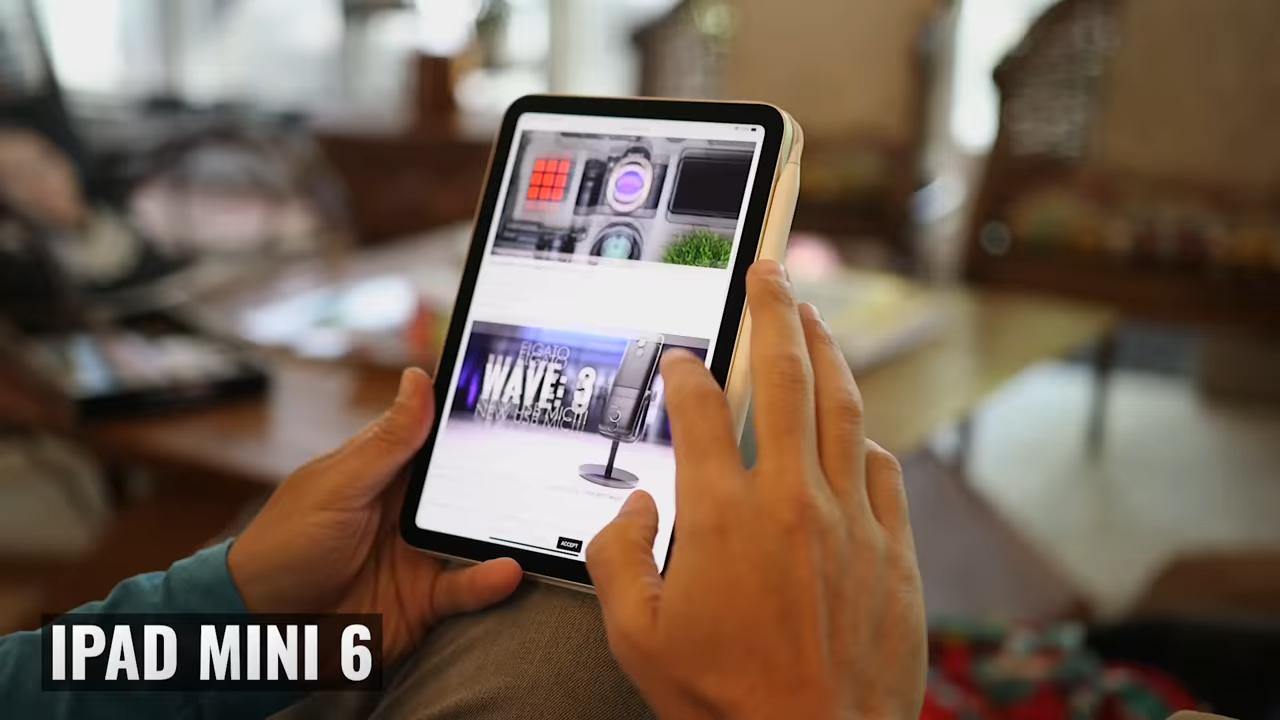 ELGATO
WAVE: 3
NEW USB MIC!!!
ACCEPT
IPAD MINI 6